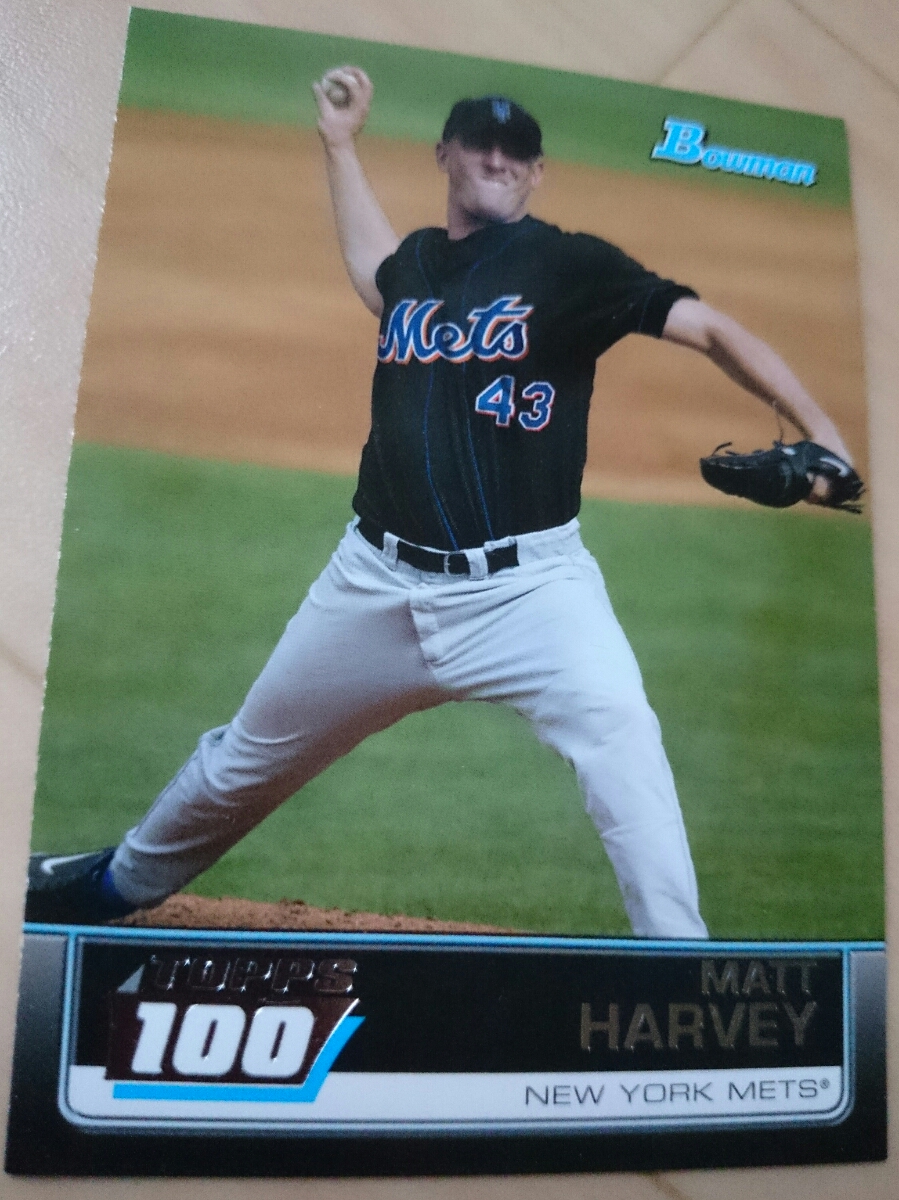 Bowman
Mets
43
TOPPS
100
MATT
HARVEY
NEW YORK METS®